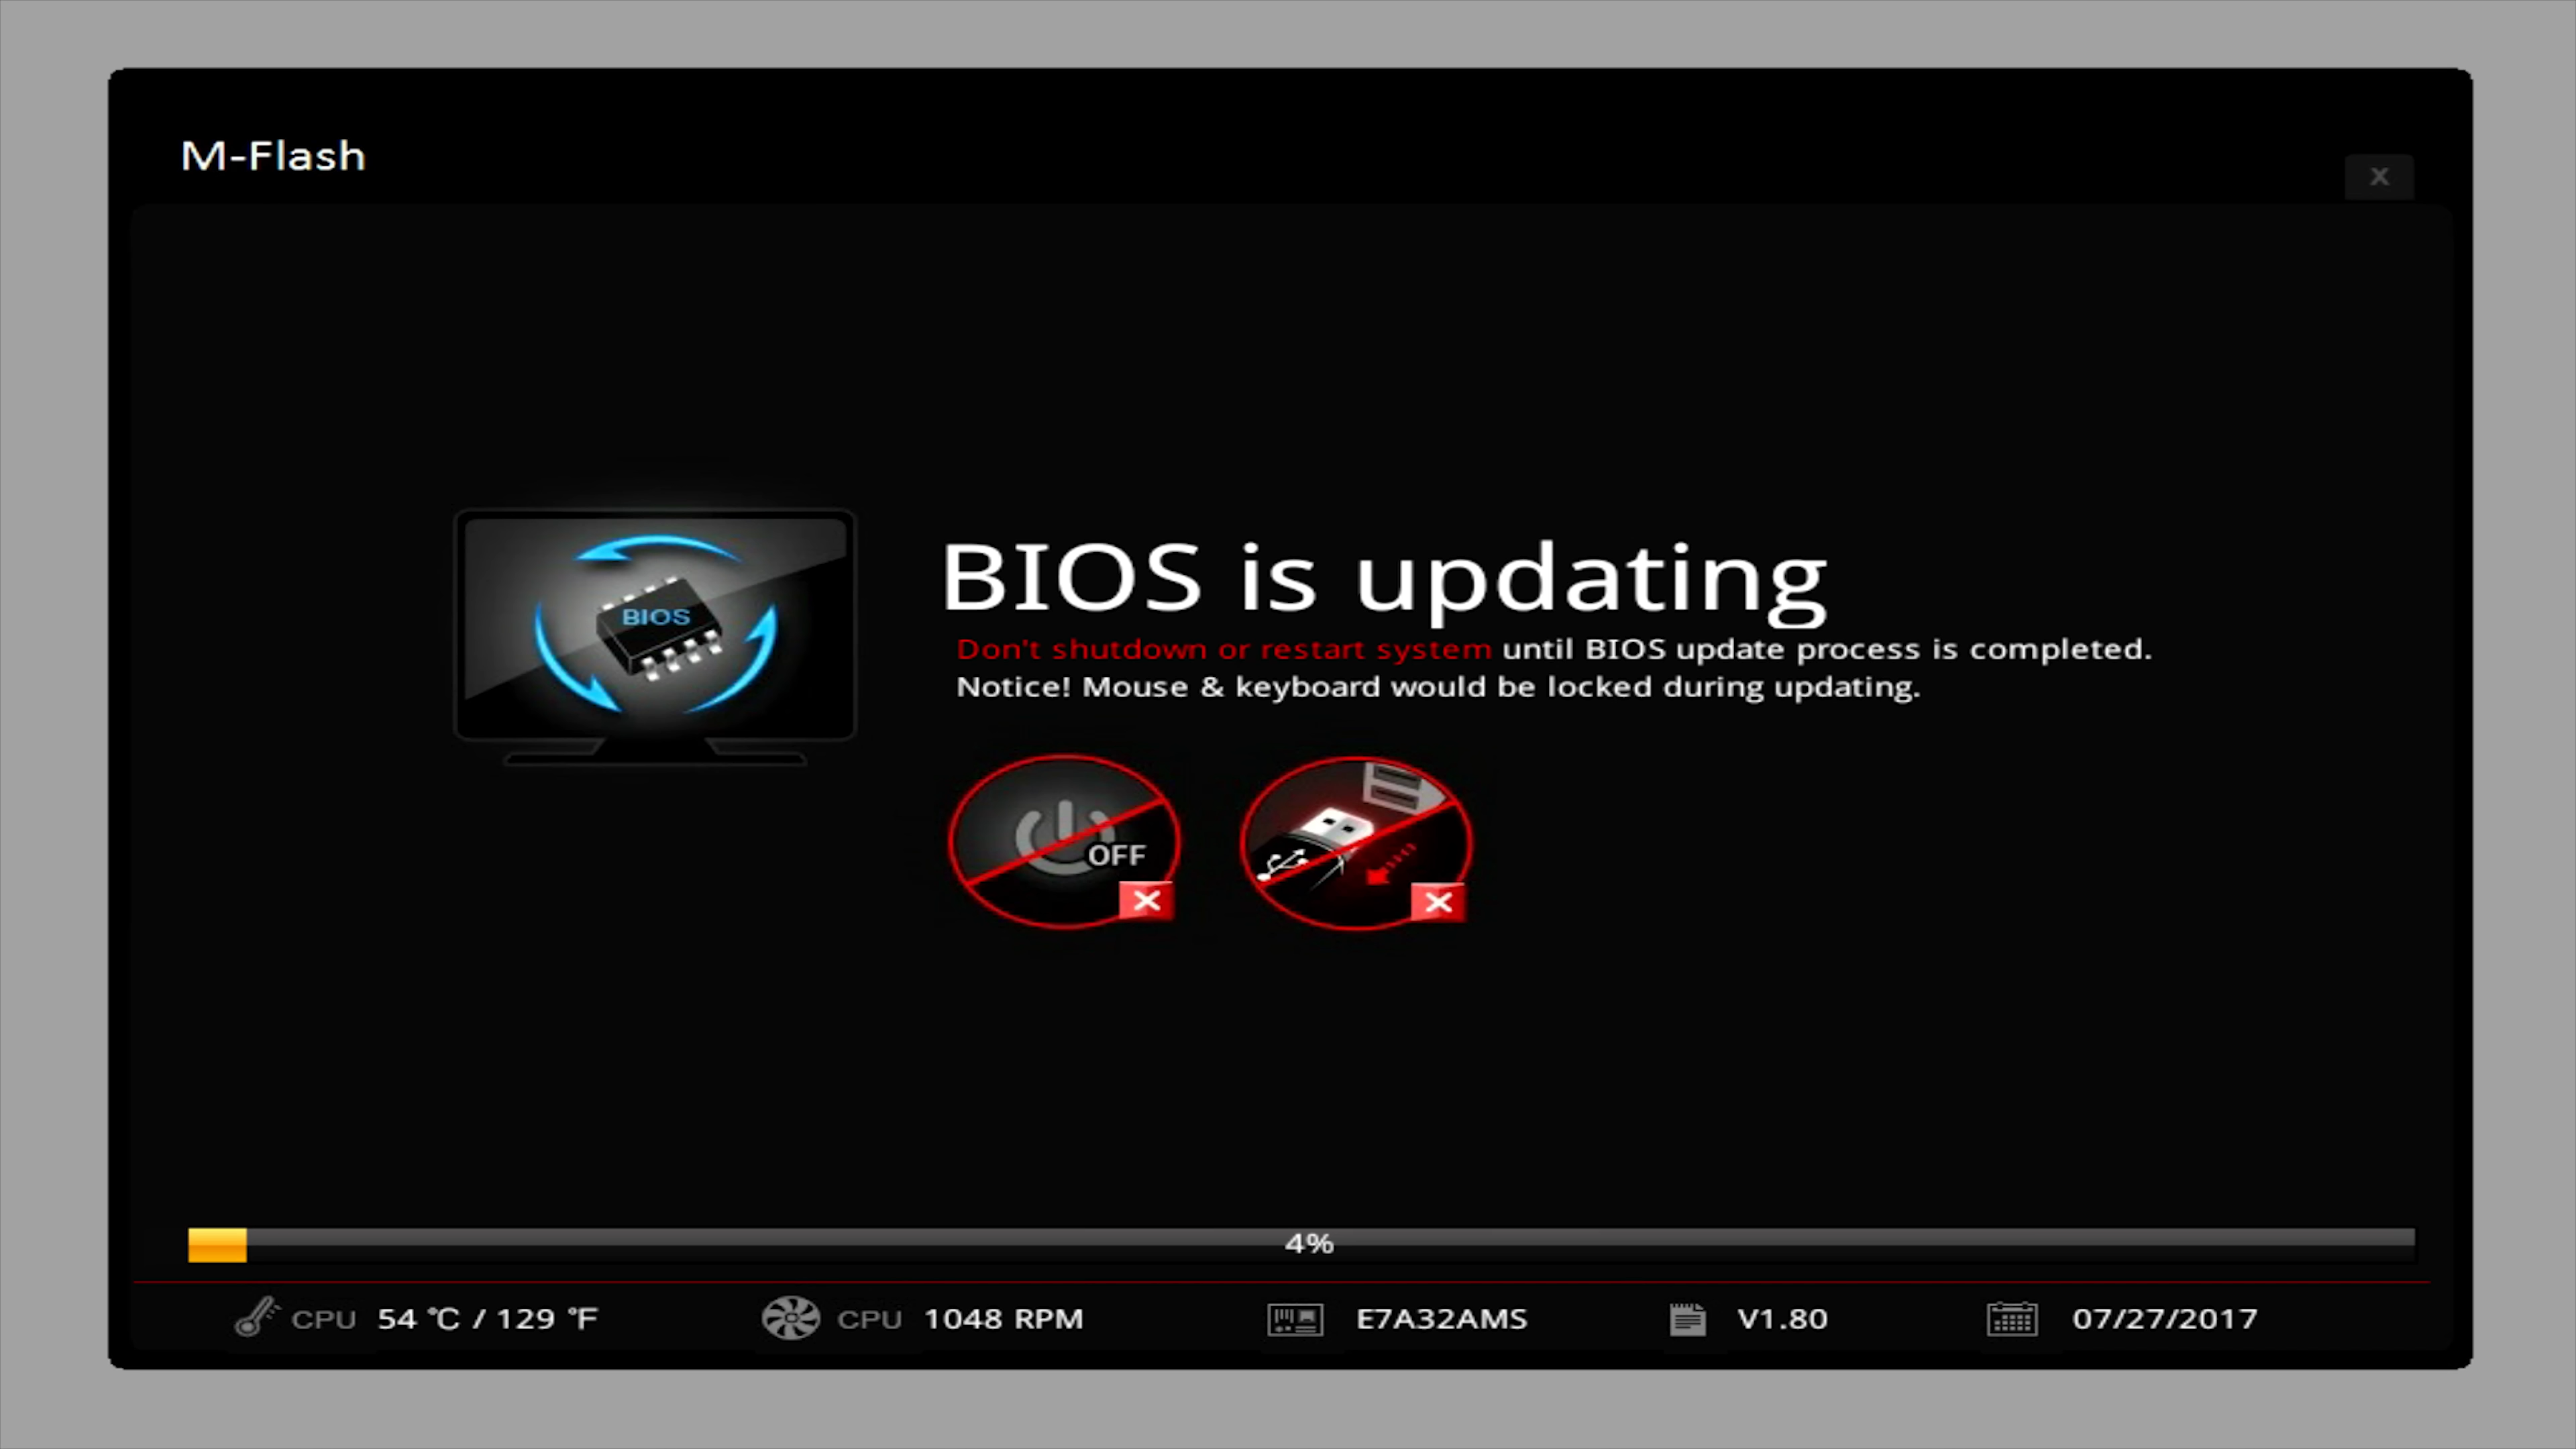 M-Flash
X
BIOS
BIOS is updating
Don't shutdown or restart system until BIOS update process is completed.
Notice! Mouse & keyboard would be locked during updating.
OFF
4%
CPU 54 ℃ / 129 ℉ CPU 1048 RPM E7A32AMS V1.80 07/27/2017